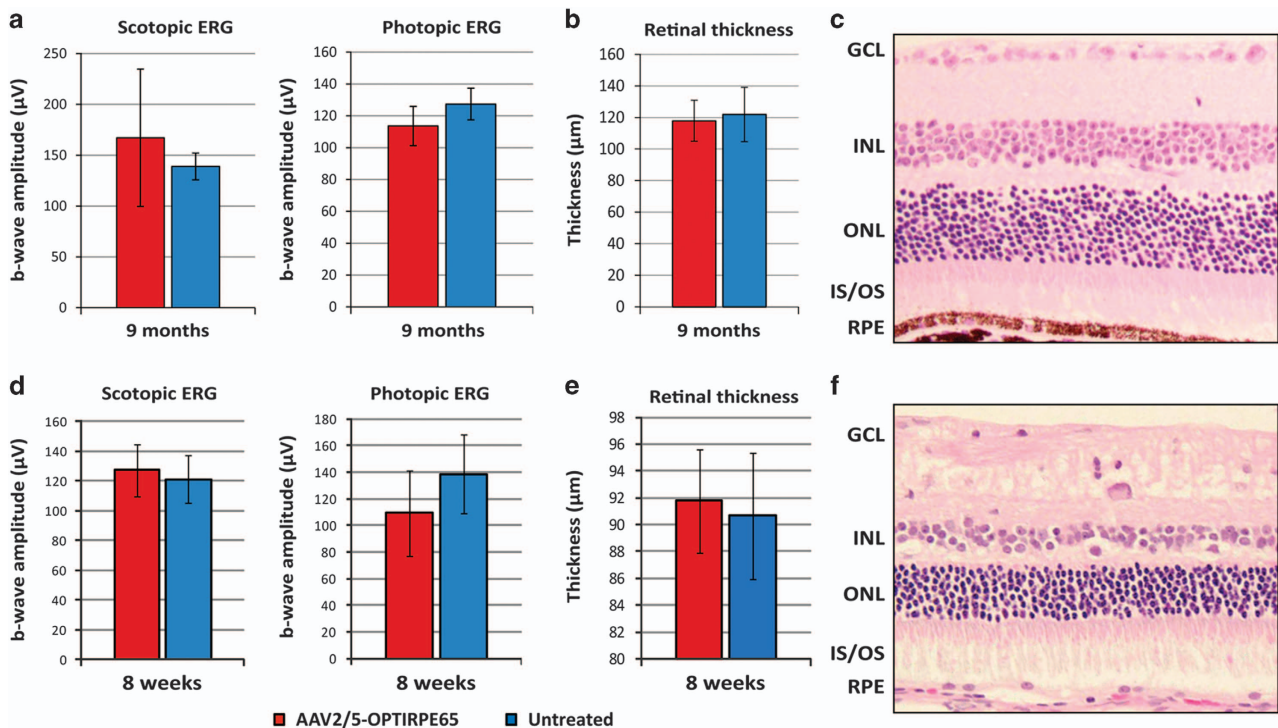 a
Scotopic ERG
b-wave amplitude (µV)
250
200
150
100
50
0
9 months
Photopic ERG
b-wave amplitude (µV)
160
140
120
100
80
60
40
20
0
9 months
b
Retinal thickness
Thickness (µm)
160
140
120
100
80
60
40
20
0
9 months
c
GCL
INL
ONL
IS/OS
RPE
d
Scotopic ERG
b-wave amplitude (µV)
160
140
120
100
80
60
40
20
0
8 weeks
Photopic ERG
b-wave amplitude (µV)
180
160
140
120
100
80
60
40
20
0
8 weeks
e
Retinal thickness
Thickness (µm)
98
96
94
92
90
88
86
84
82
80
8 weeks
f
GCL
INL
ONL
IS/OS
RPE
AAV2/5-OPTIRPE65
Untreated